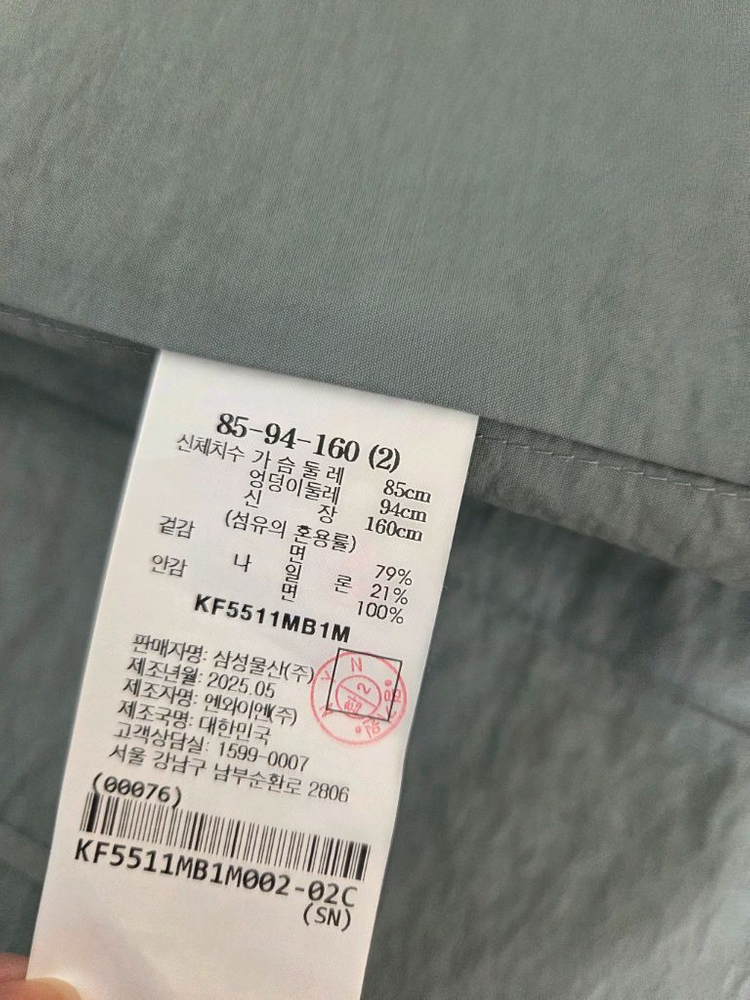 85-94-160 (2)
신체치수 가 슴 둘 레 85cm
엉덩이둘레 94cm
신 장 160cm
(섬유의 혼용률)
겉감 면 79%
나 일 론 21%
안감 면 100%
KF5511MB1M
판매자명: 삼성물산(주)
제조년월: 2025.05
제조자명: 엔와이엔(주)
제조국명: 대한민국
고객상담실: 1599-0007
서울 강남구 남부순환로 2806
(00076)
KF5511MB1M002-02C
(SN)